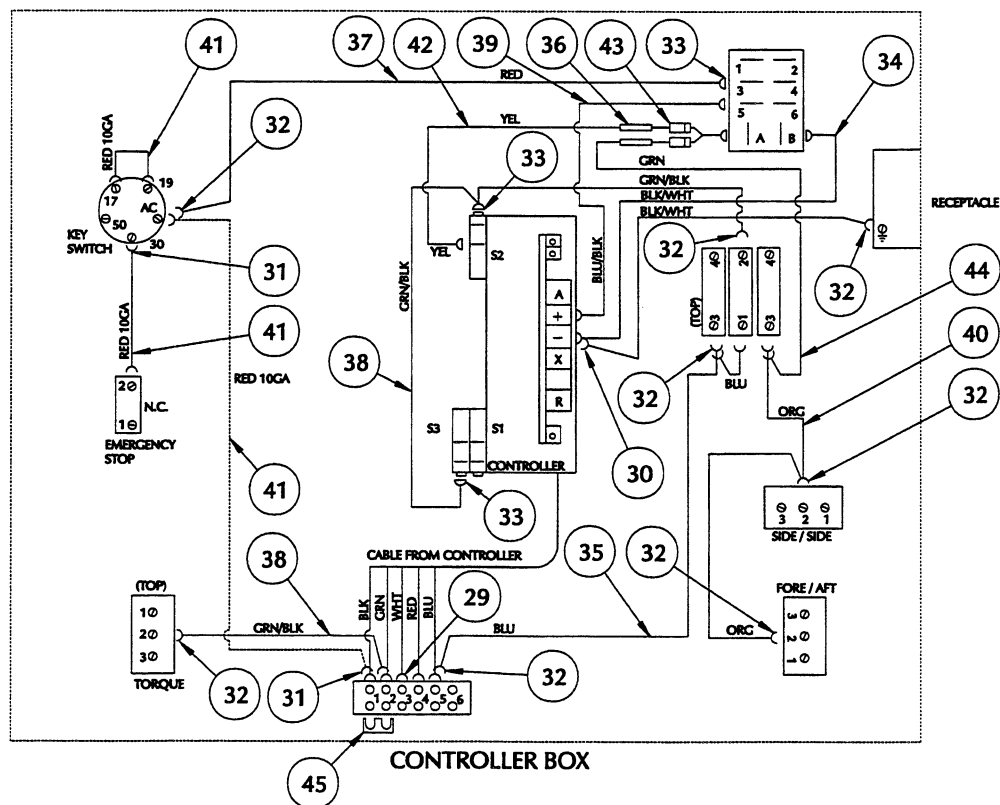 41
37
42
39
36
43
33
34
RED
1 2
3 4
5 6
A B
YEL
GRN
RED 10GA
32
19
17
AC
50
30
KEY
SWITCH
33
GRN/BLK
BLK/WHT
BLK/WHT
RECEPTACLE
31
YEL
S2
GRN/BLK
BLU/BLK
32
32
44
A
+
−
X
R
4 2 4
(TOP)
3 1 3
RED 10GA
41
RED 10GA
38
32
BLU
40
2
N.C.
1
EMERGENCY
STOP
ORG
32
S3
S1
CONTROLLER
30
41
33
3 2 1
SIDE / SIDE
CABLE FROM CONTROLLER
38
35
32
29
(TOP)
BLK
GRN
WHT
RED
BLU
FORE / AFT
1
2
3
GRN/BLK
BLU
ORG
3
2
1
TORQUE
32
31
32
1 2 3 4 5 6
45
CONTROLLER BOX